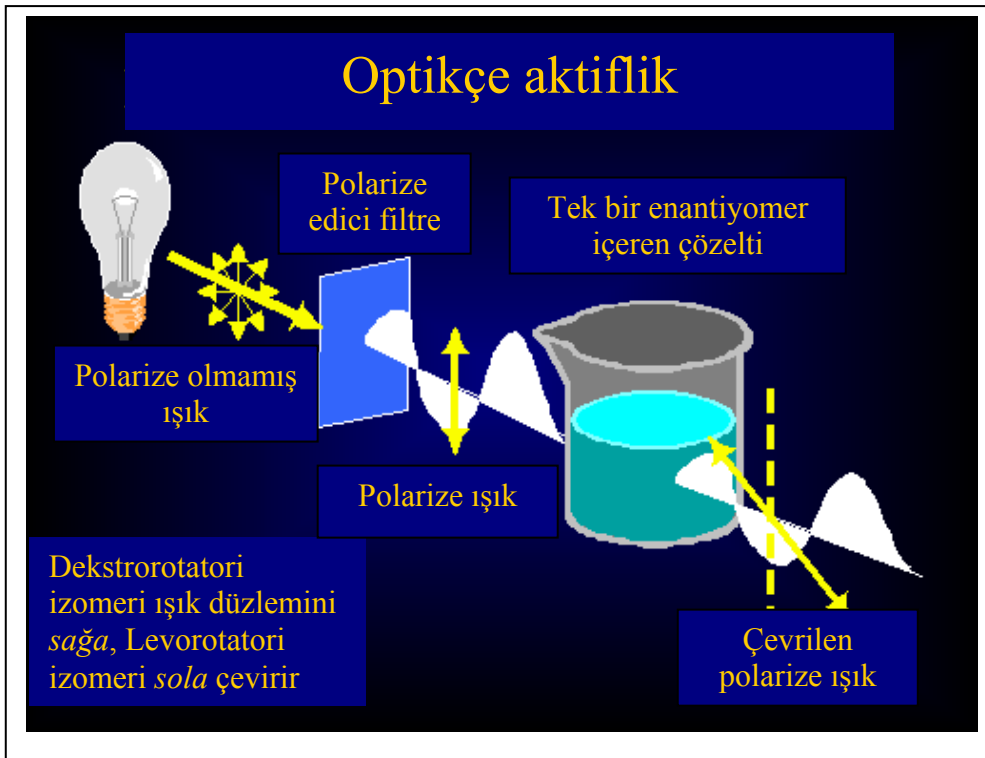 Optikçe aktiflik
Polarize
edici filtre
Tek bir enantiyomer
içeren çözelti
Polarize olmamış
ışık
Polarize ışık
Dekstrorotatori
izomeri ışık düzlemini
sağa, Levorotatori
izomeri sola çevirir
Çevrilen
polarize ışık